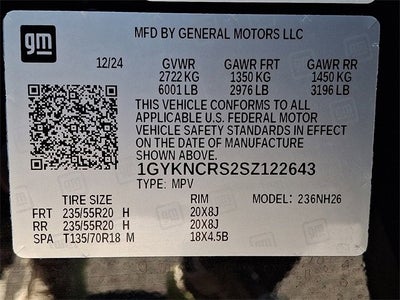 gm
MFD BY GENERAL MOTORS LLC
12/24 GVWR GAWR FRT GAWR RR
2722 KG 1350 KG 1450 KG
6001 LB 2976 LB 3196 LB
THIS VEHICLE CONFORMS TO ALL
APPLICABLE U.S. FEDERAL MOTOR
VEHICLE SAFETY STANDARDS IN EFFECT
ON THE DATE OF MANUFACTURE
SHOWN ABOVE.
1GYKNCRS2SZ122643
TYPE: MPV
TIRE SIZE RIM MODEL: 236NH26
FRT 235/55R20 H 20X8J
RR 235/55R20 H 20X8J
SPA T135/70R18 M 18X4.5B